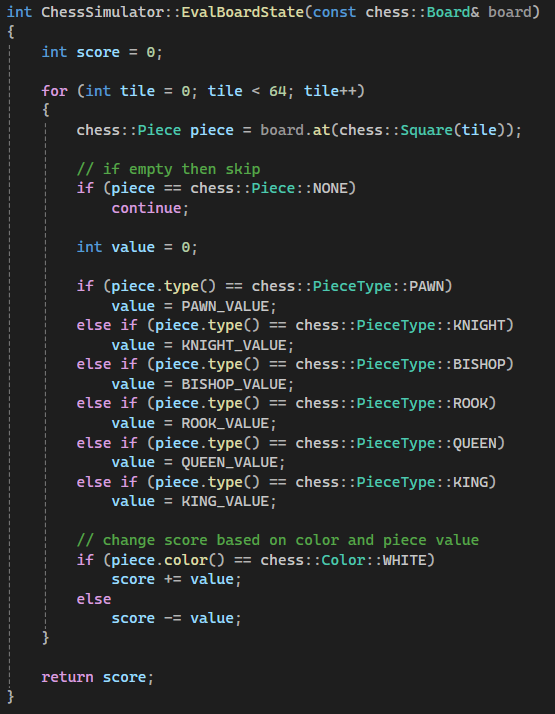 int ChessSimulator::EvalBoardState(const chess::Board& board)
{
    int score = 0;

    for (int tile = 0; tile < 64; tile++)
    {
        chess::Piece piece = board.at(chess::Square(tile));

        // if empty then skip
        if (piece == chess::Piece::NONE)
            continue;

        int value = 0;

        if (piece.type() == chess::PieceType::PAWN)
            value = PAWN_VALUE;
        else if (piece.type() == chess::PieceType::KNIGHT)
            value = KNIGHT_VALUE;
        else if (piece.type() == chess::PieceType::BISHOP)
            value = BISHOP_VALUE;
        else if (piece.type() == chess::PieceType::ROOK)
            value = ROOK_VALUE;
        else if (piece.type() == chess::PieceType::QUEEN)
            value = QUEEN_VALUE;
        else if (piece.type() == chess::PieceType::KING)
            value = KING_VALUE;

        // change score based on color and piece value
        if (piece.color() == chess::Color::WHITE)
            score += value;
        else
            score -= value;
    }

    return score;
}